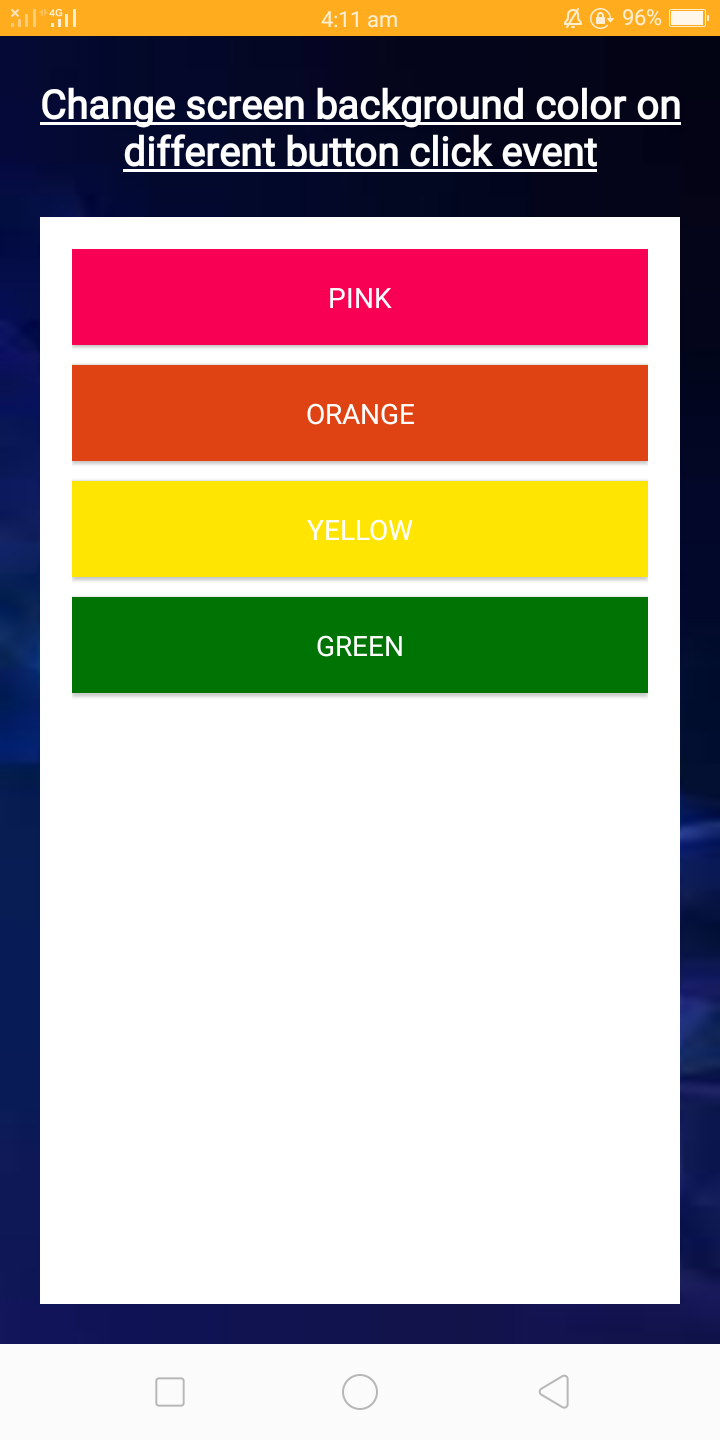 4G 4:11 am 96%
Change screen background color on
different button click event
PINK
ORANGE
YELLOW
GREEN